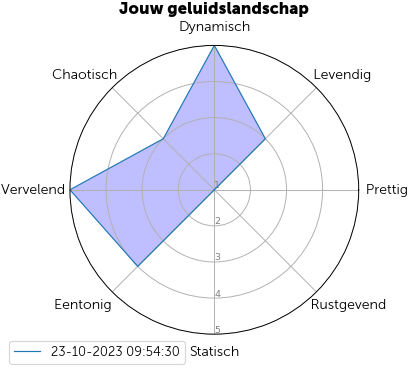 Jouw geluidslandschap
Dynamisch
Chaotisch
Levendig
Vervelend
1
Prettig
2
3
4
Eentonig
Rustgevend
5
23-10-2023 09:54:30
Statisch